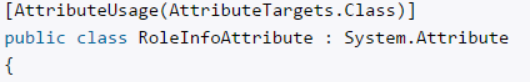 [AttributeUsage(AttributeTargets.Class)]
public class RoleInfoAttribute : System.Attribute
{